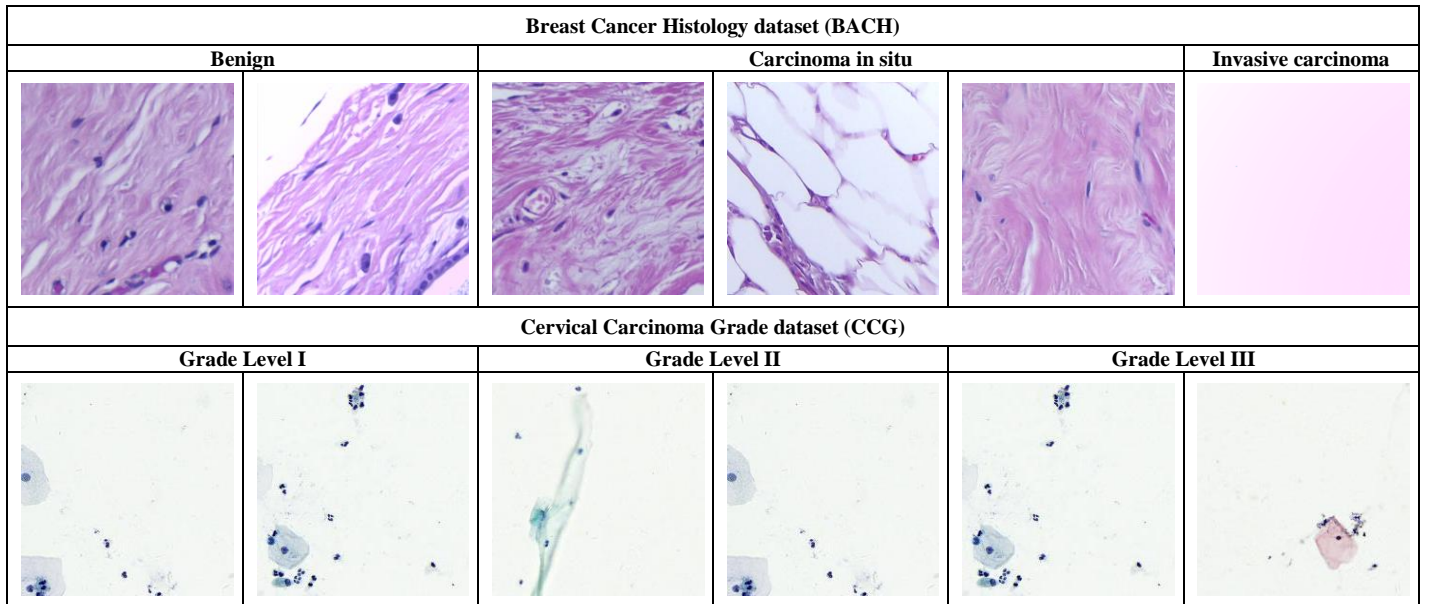 Breast Cancer Histology dataset (BACH)
Benign
Carcinoma in situ
Invasive carcinoma
Cervical Carcinoma Grade dataset (CCG)
Grade Level I
Grade Level II
Grade Level III